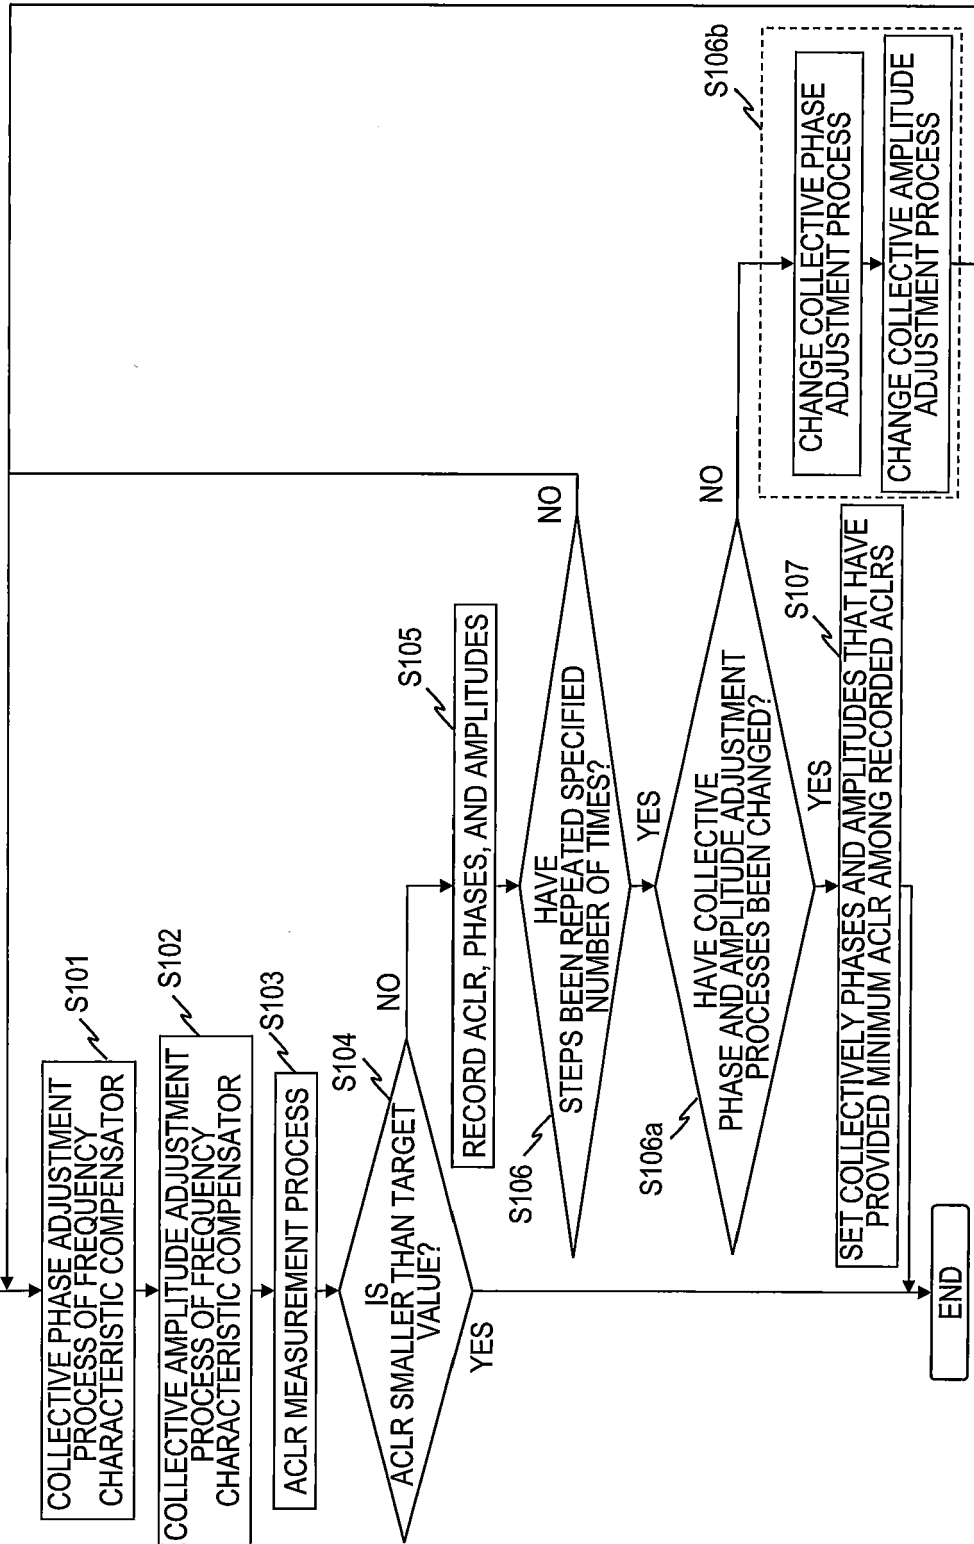 S101
COLLECTIVE PHASE ADJUSTMENT
PROCESS OF FREQUENCY
CHARACTERISTIC COMPENSATOR
S102
COLLECTIVE AMPLITUDE ADJUSTMENT
PROCESS OF FREQUENCY
CHARACTERISTIC COMPENSATOR
S103
ACLR MEASUREMENT PROCESS
S104
IS
ACLR SMALLER THAN TARGET
VALUE?
NO
YES
S105
RECORD ACLR, PHASES, AND AMPLITUDES
S106
HAVE
STEPS BEEN REPEATED SPECIFIED
NUMBER OF TIMES?
NO
YES
S106a
HAVE COLLECTIVE
PHASE AND AMPLITUDE ADJUSTMENT
PROCESSES BEEN CHANGED?
NO
YES
S106b
CHANGE COLLECTIVE PHASE
ADJUSTMENT PROCESS
CHANGE COLLECTIVE AMPLITUDE
ADJUSTMENT PROCESS
S107
SET COLLECTIVELY PHASES AND AMPLITUDES THAT HAVE
PROVIDED MINIMUM ACLR AMONG RECORDED ACLRS
END